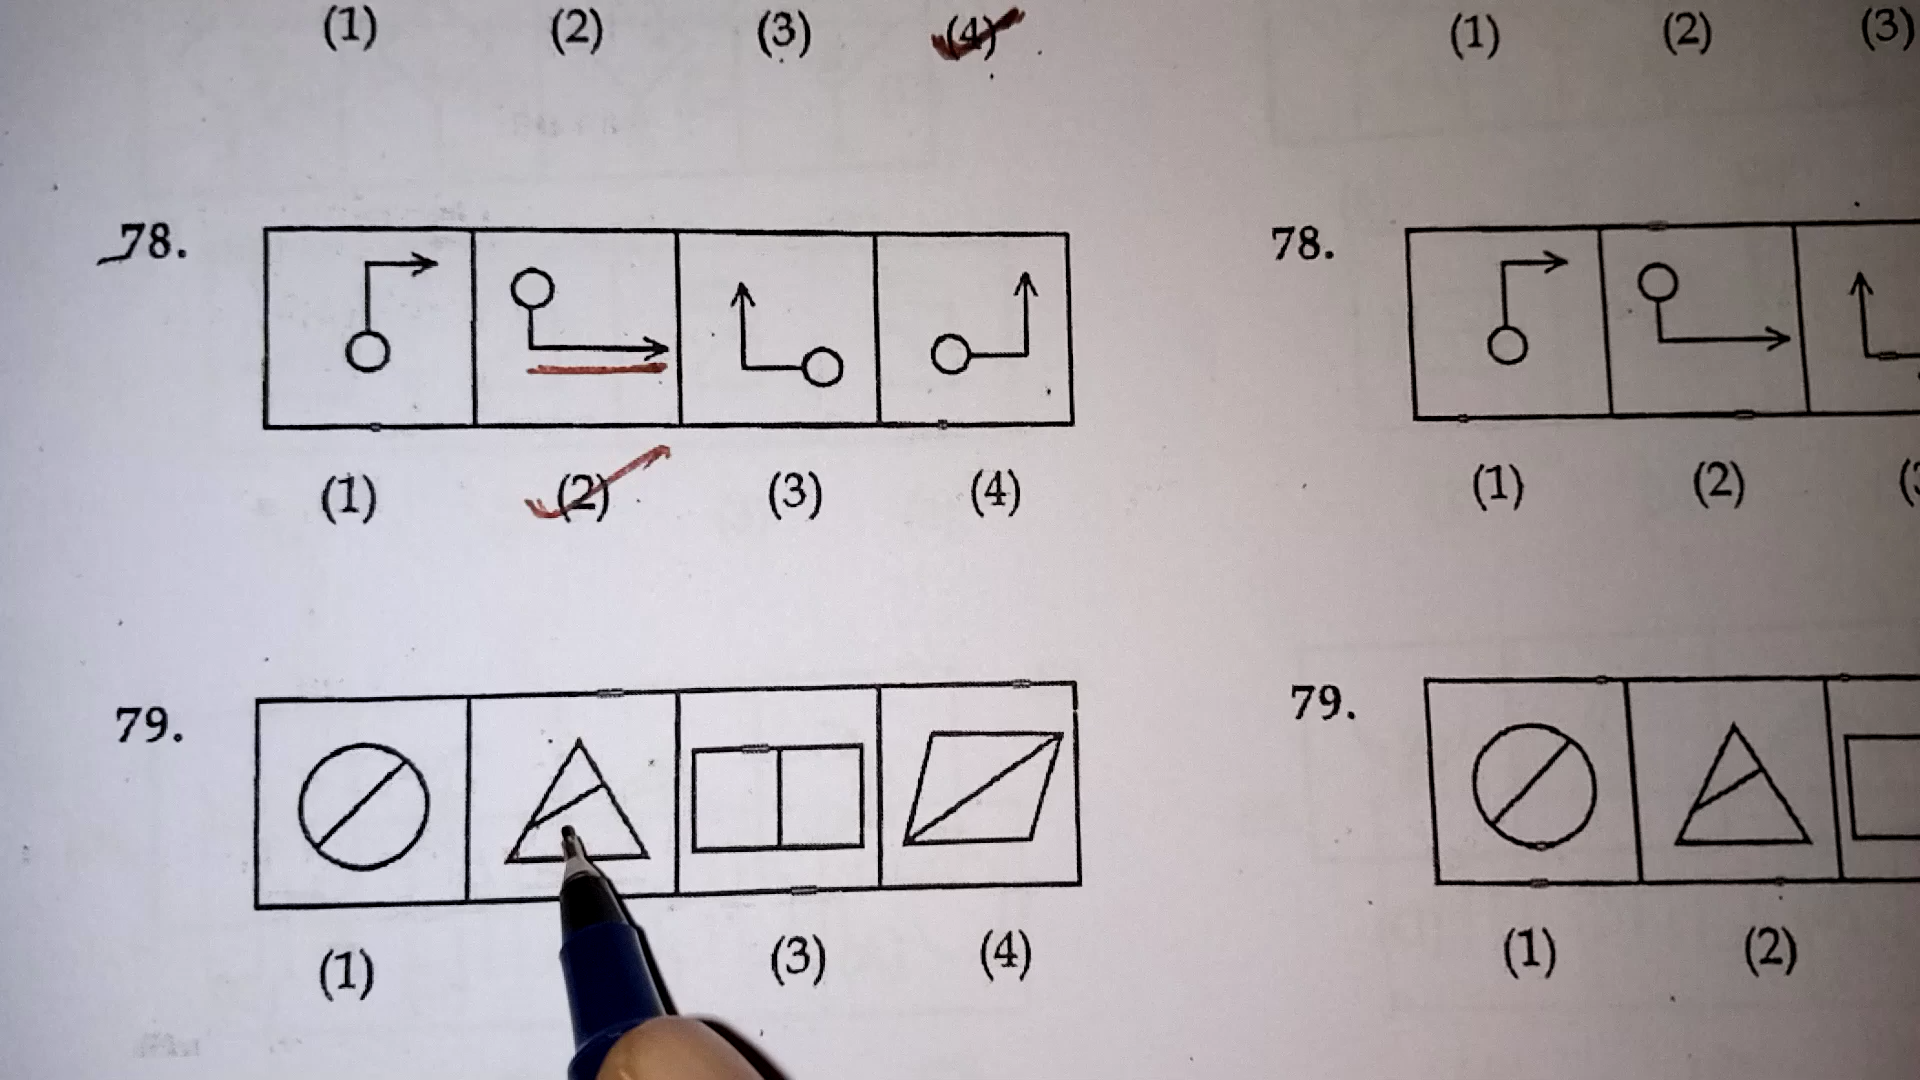 (1) (2) (3) (4)
78.
(1) (2) (3) (4)
79.
(1) (3) (4)
(1) (2) (3)
78.
(1) (2)
79.
(1) (2)